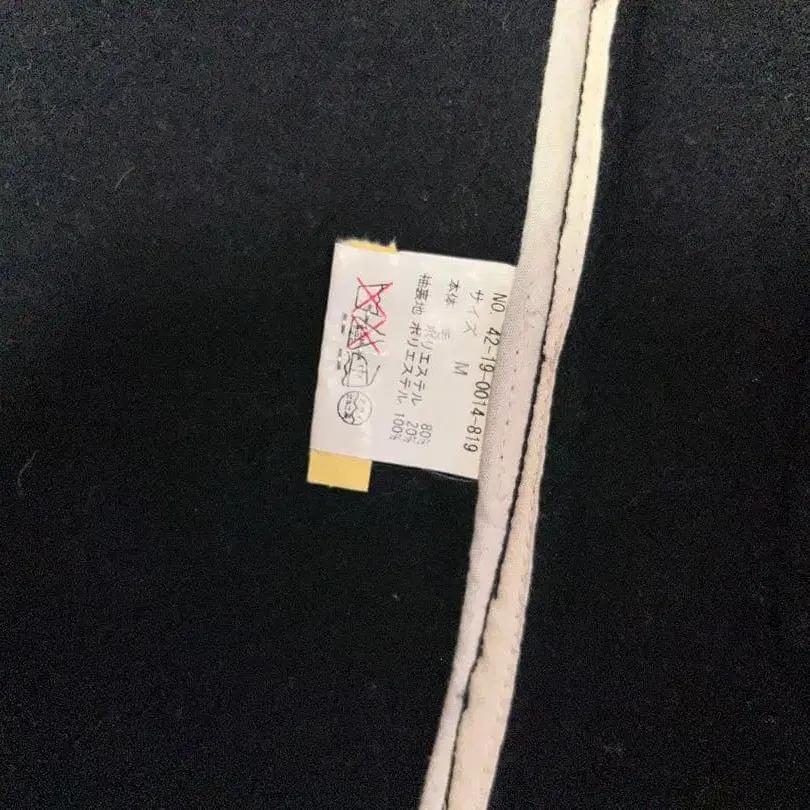 NO. 42-19-0014-819
サイズ M
本体 毛 80%
ポリエステル 20%
袖裏地 ポリエステル 100%